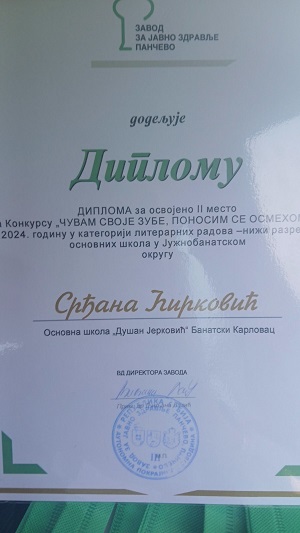 ЗАВОД
ЗА ЈАВНО ЗДРАВЉЕ
ПАНЧЕВО
додељује
Диплому
ДИПЛОМА за освојено II место
Конкурсу „ЧУВАМ СВОЈЕ ЗУБЕ, ПОНОСИМ СЕ ОСМЕХОМ
2024. годину у категорији литерарних радова –нижи разре
основних школа у Јужнобанатском
округу
Срђана Ћирковић
Основна школа „Душан Јерковић“ Банатски Карловац
ВД ДИРЕКТОРА ЗАВОДА